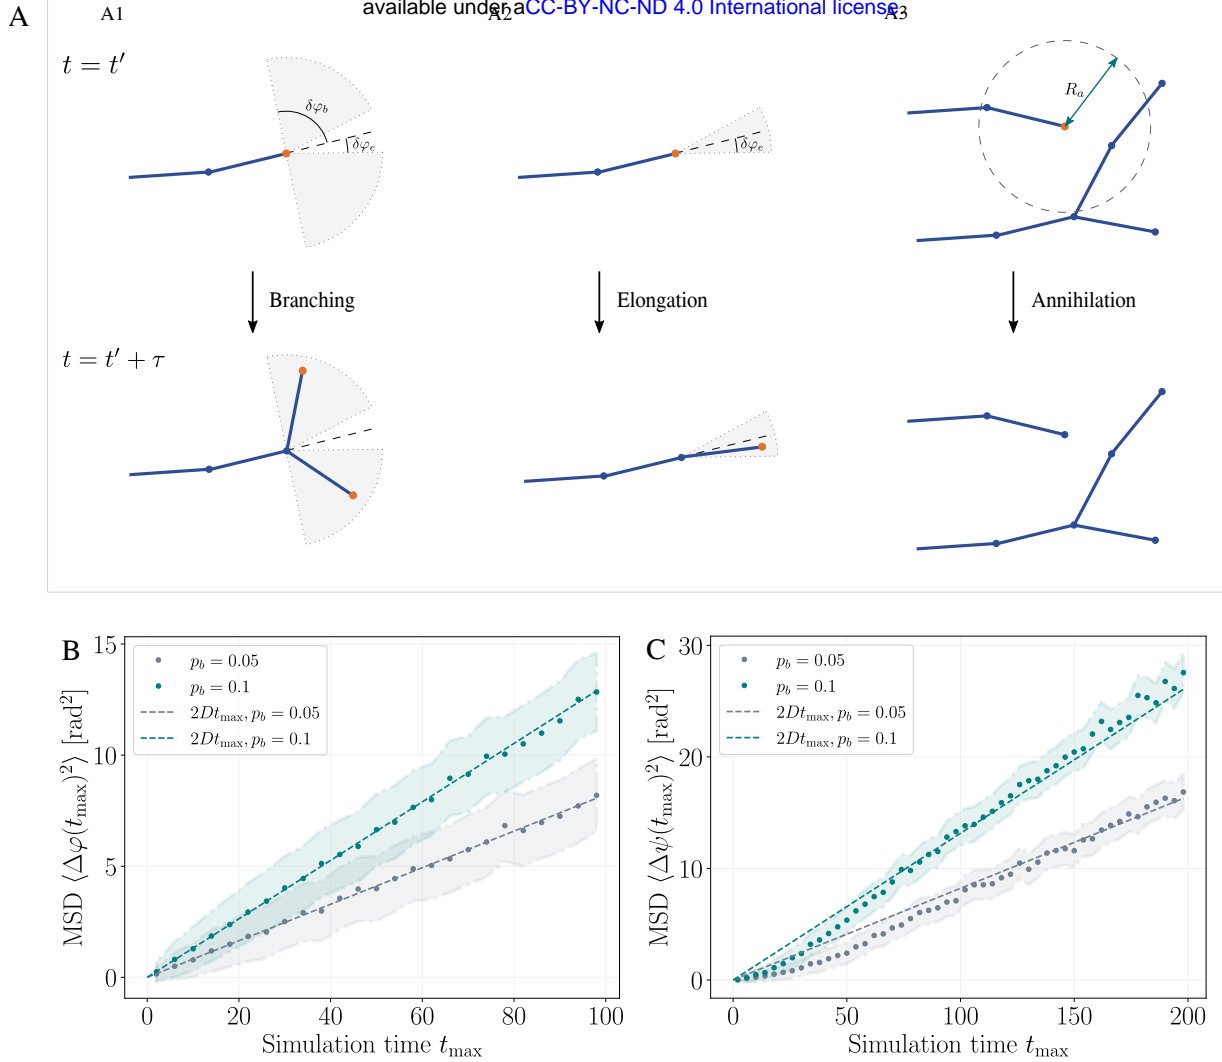 available under aCC-BY-NC-ND 4.0 International license.
A
A1
A2
A3
t = t′
δφ_b
δφ_e
δφ_e
R_a
Branching
Elongation
Annihilation
t = t′ + τ
B
MSD ⟨Δφ(t_max)²⟩ [rad²]
15
10
5
0
p_b = 0.05
p_b = 0.1
2Dt_max, p_b = 0.05
2Dt_max, p_b = 0.1
0 20 40 60 80 100
Simulation time t_max
C
MSD ⟨Δψ(t_max)²⟩ [rad²]
30
20
10
0
p_b = 0.05
p_b = 0.1
2Dt_max, p_b = 0.05
2Dt_max, p_b = 0.1
0 50 100 150 200
Simulation time t_max